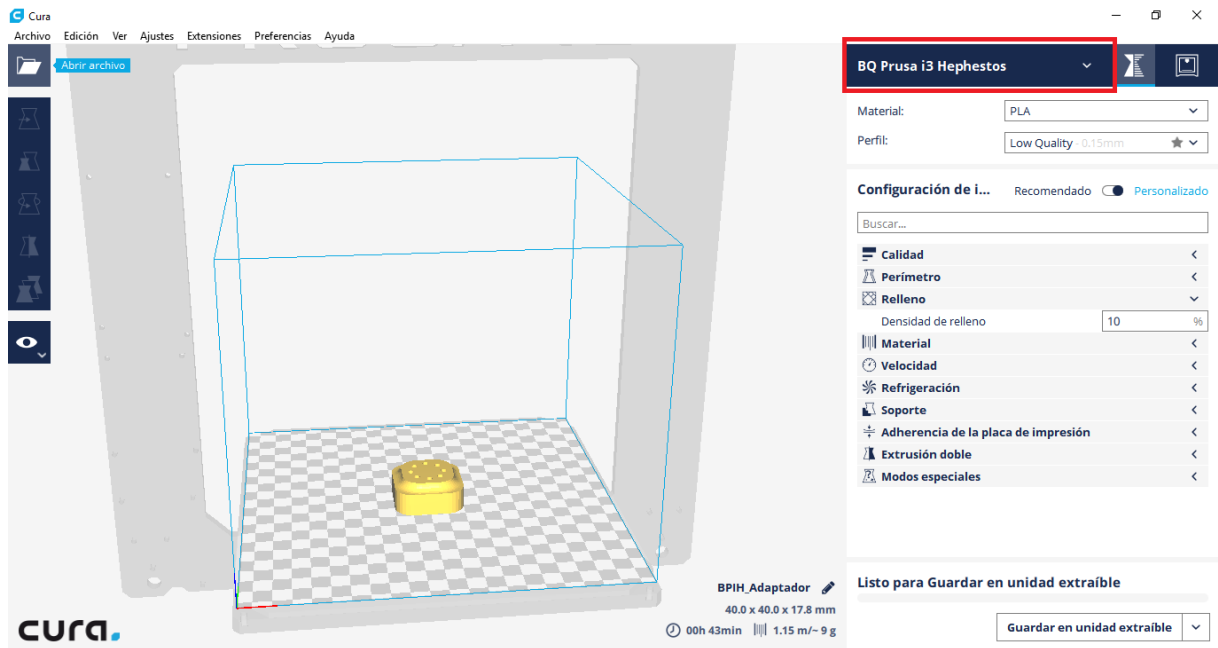 Cura
Archivo Edición Ver Ajustes Extensiones Preferencias Ayuda
Abrir archivo
BQ Prusa i3 Hephestos
Material: PLA
Perfil: Low Quality - 0.15mm
Configuración de i... Recomendado Personalizado
Buscar...
Calidad
Perímetro
Relleno
Densidad de relleno 10 %
Material
Velocidad
Refrigeración
Soporte
Adherencia de la placa de impresión
Extrusión doble
Modos especiales
BPIH_Adaptador
40.0 x 40.0 x 17.8 mm
00h 43min 1.15 m/~ 9 g
Listo para Guardar en unidad extraíble
Guardar en unidad extraíble
cura.